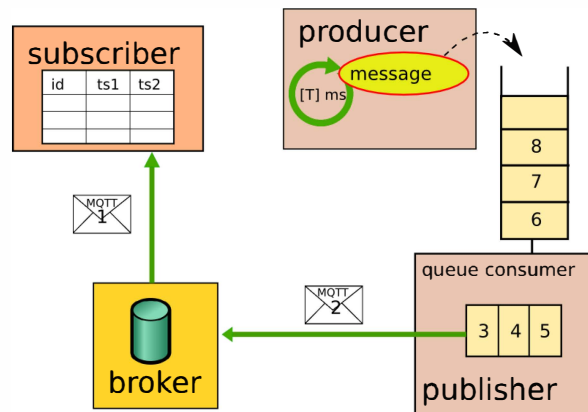 subscriber
id ts1 ts2
producer
message
[T] ms
8
7
6
MQTT
1
queue consumer
MQTT
2
3 4 5
broker
publisher